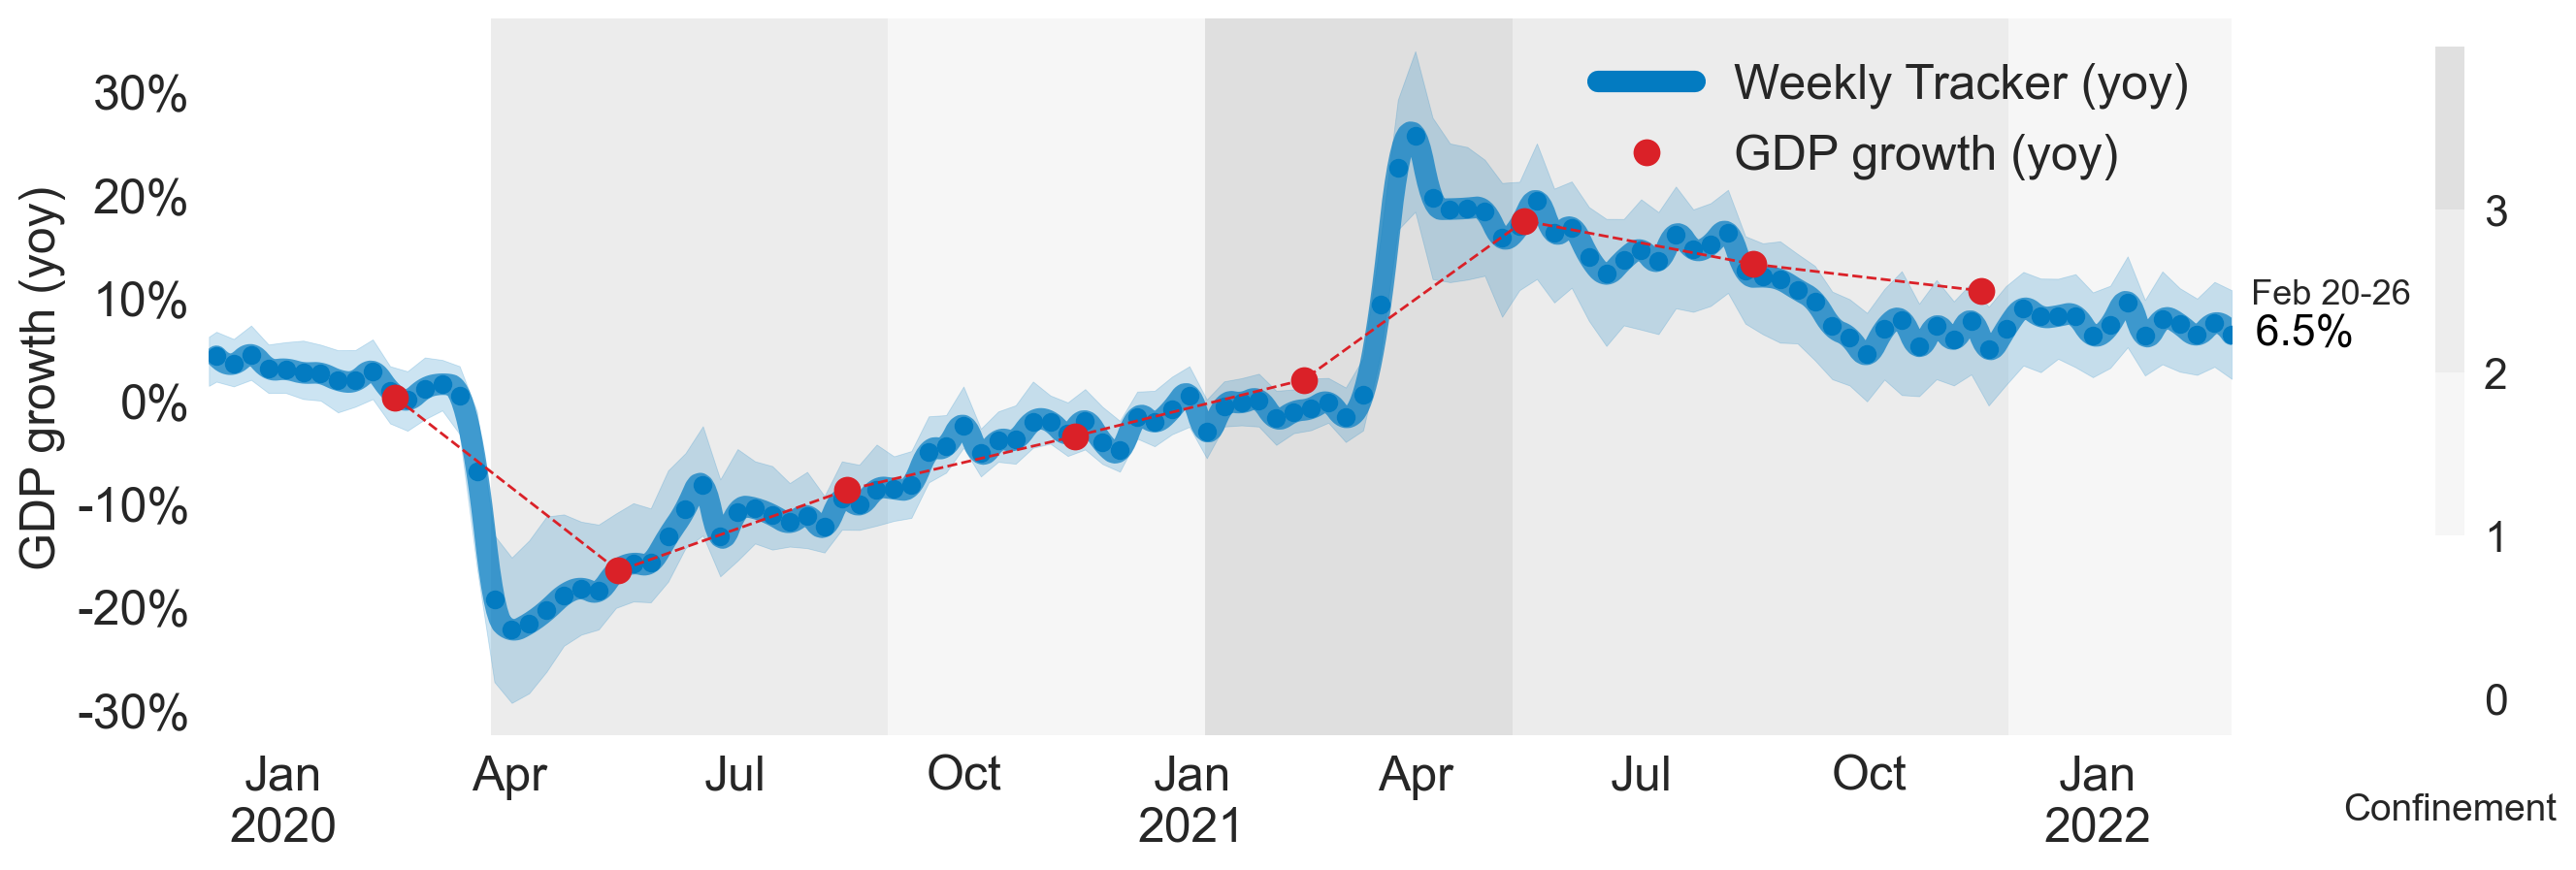 GDP growth (yoy)
30%
20%
10%
0%
-10%
-20%
-30%
Weekly Tracker (yoy)
GDP growth (yoy)
Feb 20-26
6.5%
3
2
1
0
Confinement
Jan Apr Jul Oct Jan Apr Jul Oct Jan
2020 2021 2022